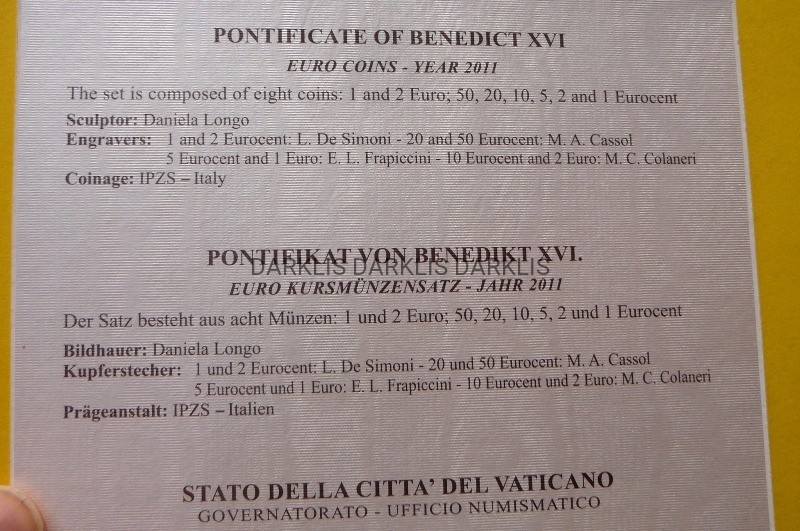 PONTIFICATE OF BENEDICT XVI
EURO COINS - YEAR 2011
The set is composed of eight coins: 1 and 2 Euro; 50, 20, 10, 5, 2 and 1 Eurocent
Sculptor: Daniela Longo
Engravers: 1 and 2 Eurocent: L. De Simoni - 20 and 50 Eurocent: M. A. Cassol
5 Eurocent and 1 Euro: E. L. Frapiccini - 10 Eurocent and 2 Euro: M. C. Colaneri
Coinage: IPZS – Italy
PONTIFIKAT VON BENEDIKT XVI.
DARKLIS DARKLIS DARKLIS
EURO KURSMÜNZENSATZ - JAHR 2011
Der Satz besteht aus acht Münzen: 1 und 2 Euro; 50, 20, 10, 5, 2 und 1 Eurocent
Bildhauer: Daniela Longo
Kupferstecher: 1 und 2 Eurocent: L. De Simoni - 20 und 50 Eurocent: M. A. Cassol
5 Eurocent und 1 Euro: E. L. Frapiccini - 10 Eurocent und 2 Euro: M. C. Colaneri
Prägeanstalt: IPZS – Italien
STATO DELLA CITTA' DEL VATICANO
GOVERNATORATO - UFFICIO NUMISMATICO